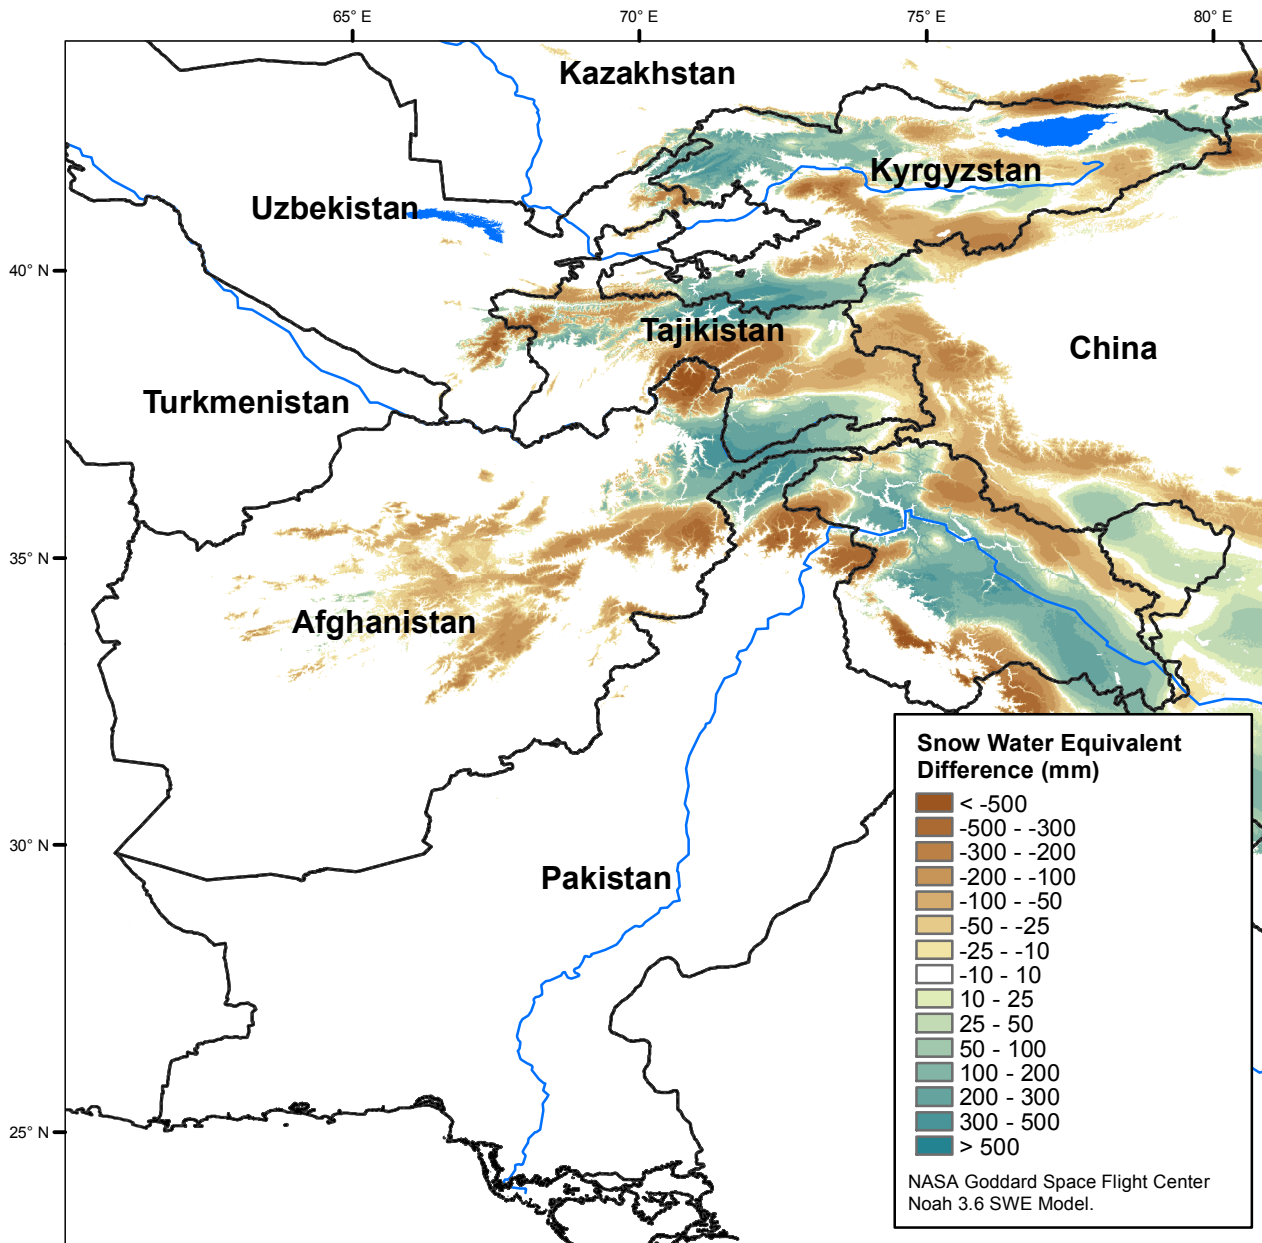 65° E
70° E
75° E
80° E
Kazakhstan
Kyrgyzstan
Uzbekistan
40° N
Tajikistan
China
Turkmenistan
35° N
Afghanistan
30° N
Pakistan
25° N
Snow Water Equivalent
Difference (mm)
< -500
-500 - -300
-300 - -200
-200 - -100
-100 - -50
-50 - -25
-25 - -10
-10 - 10
10 - 25
25 - 50
50 - 100
100 - 200
200 - 300
300 - 500
> 500
NASA Goddard Space Flight Center
Noah 3.6 SWE Model.